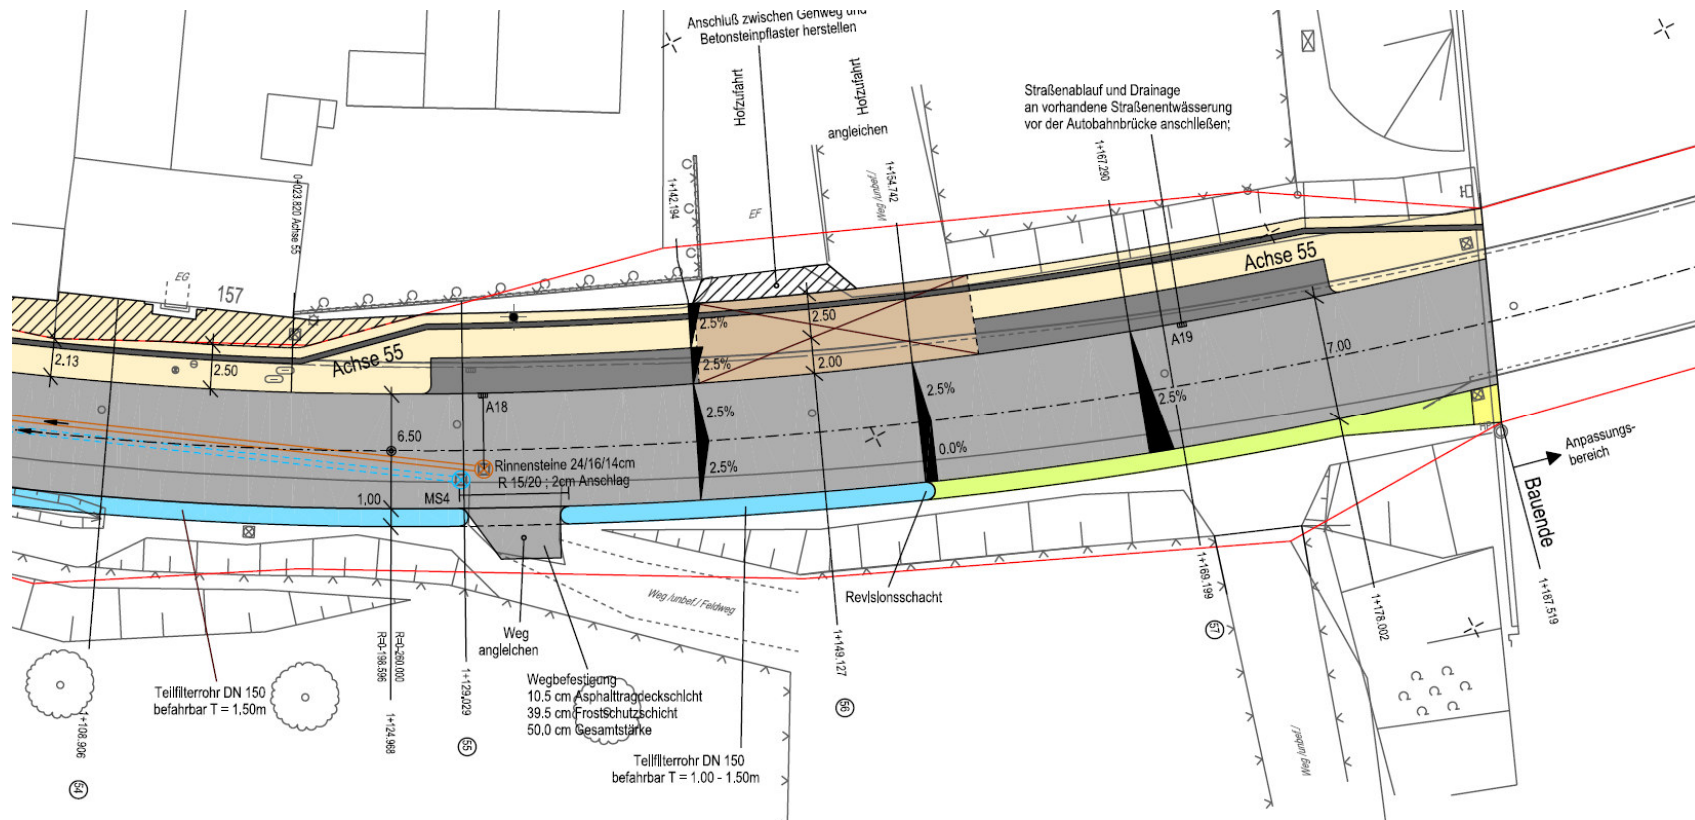 Anschluß zwischen Gehweg und
Betonsteinpflaster herstellen
Hofzufahrt
Hofzufahrt
angleichen
Straßenablauf und Drainage
an vorhandene Straßenentwässerung
vor der Autobahnbrücke anschließen;
0+023.820 Achse 55
1+142.194
1+154.742
Weg /unbef./
1+167.290
EF
EG
157
Achse 55
Achse 55
2.13
2.50
2.5%
2.50
2.5%
2.00
A18
A19
7.00
2.5%
2.5%
2.5%
2.5%
0.0%
6.50
Rinnensteine 24/16/14cm
R 15/20 ; 2cm Anschlag
1,00
MS4
Anpassungs-
bereich
Bauende
HP
Revisionsschacht
Weg /unbef./ Feldweg
Weg
angleichen
Wegbefestigung
10.5 cm Asphalttragdeckschicht
39.5 cm Frostschutzschicht
50,0 cm Gesamtstärke
Teilfilterrohr DN 150
befahrbar T = 1,50m
Teilfilterrohr DN 150
befahrbar T = 1.00 - 1.50m
R=0-260.000
R=0-198.596
1+108.906
54
1+124.968
1+129.029
55
1+149.127
56
1+169.199
57
1+178.002
1+187.519
Weg /unbef./